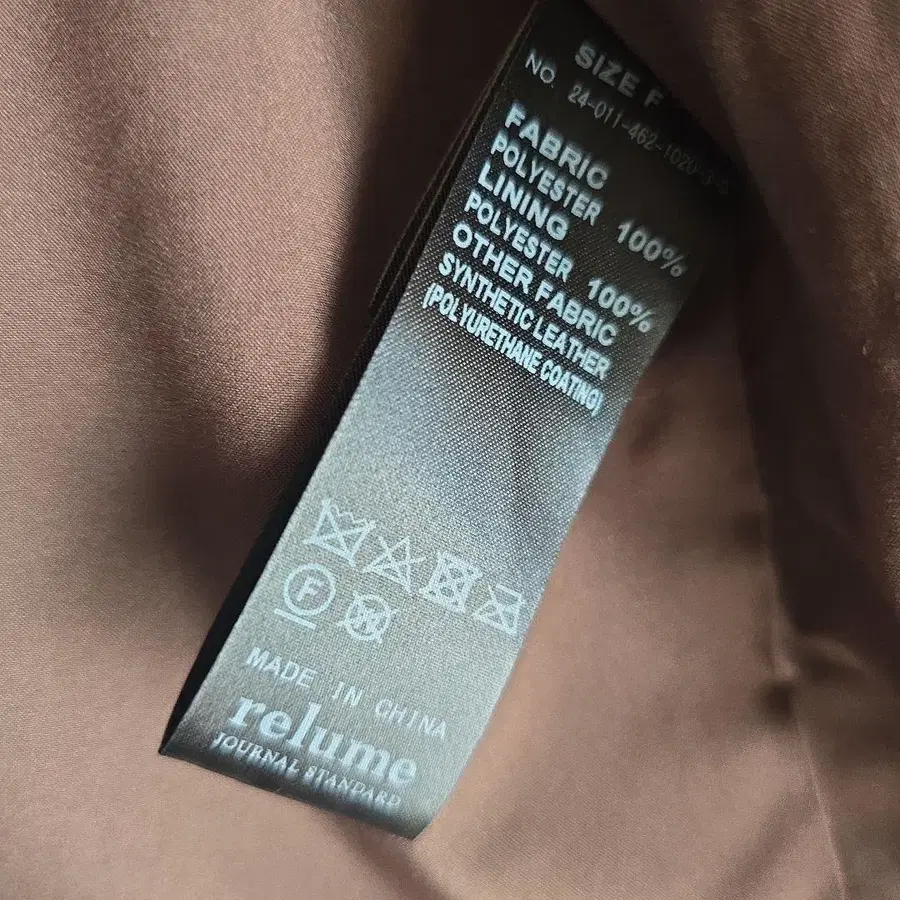 SIZE F
NO. 24-011-462-1020-3-0
FABRIC
POLYESTER 100%
LINING
POLYESTER 100%
OTHER FABRIC
SYNTHETIC LEATHER
(POLYURETHANE COATING)
F
W
MADE IN CHINA
relume
JOURNAL STANDARD